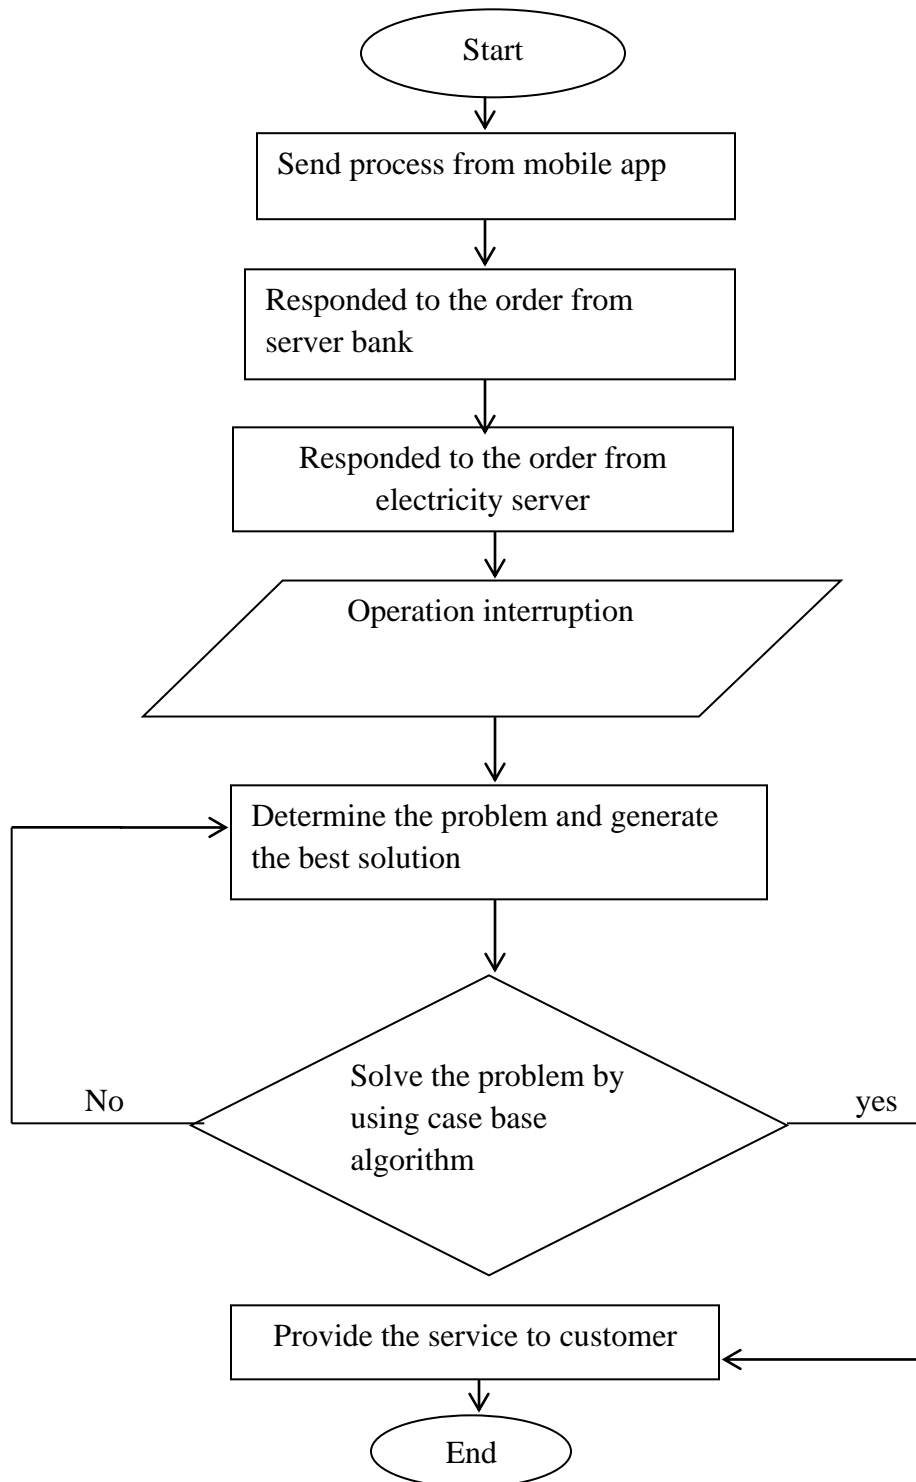 Start
Send process from mobile app
Responded to the order from
server bank
Responded to the order from
electricity server
Operation interruption
Determine the problem and generate
the best solution
Solve the problem by
using case base
algorithm
No
yes
Provide the service to customer
End